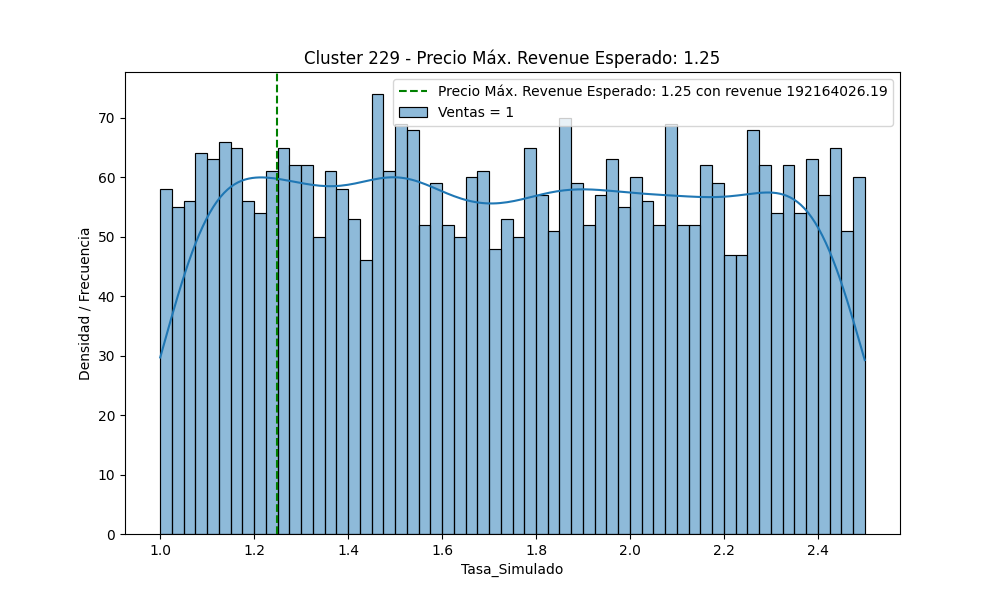 Cluster 229 - Precio Máx. Revenue Esperado: 1.25
Precio Máx. Revenue Esperado: 1.25 con revenue 192164026.19
Ventas = 1
Densidad / Frecuencia
70
60
50
40
30
20
10
0
1.0 1.2 1.4 1.6 1.8 2.0 2.2 2.4
Tasa_Simulado